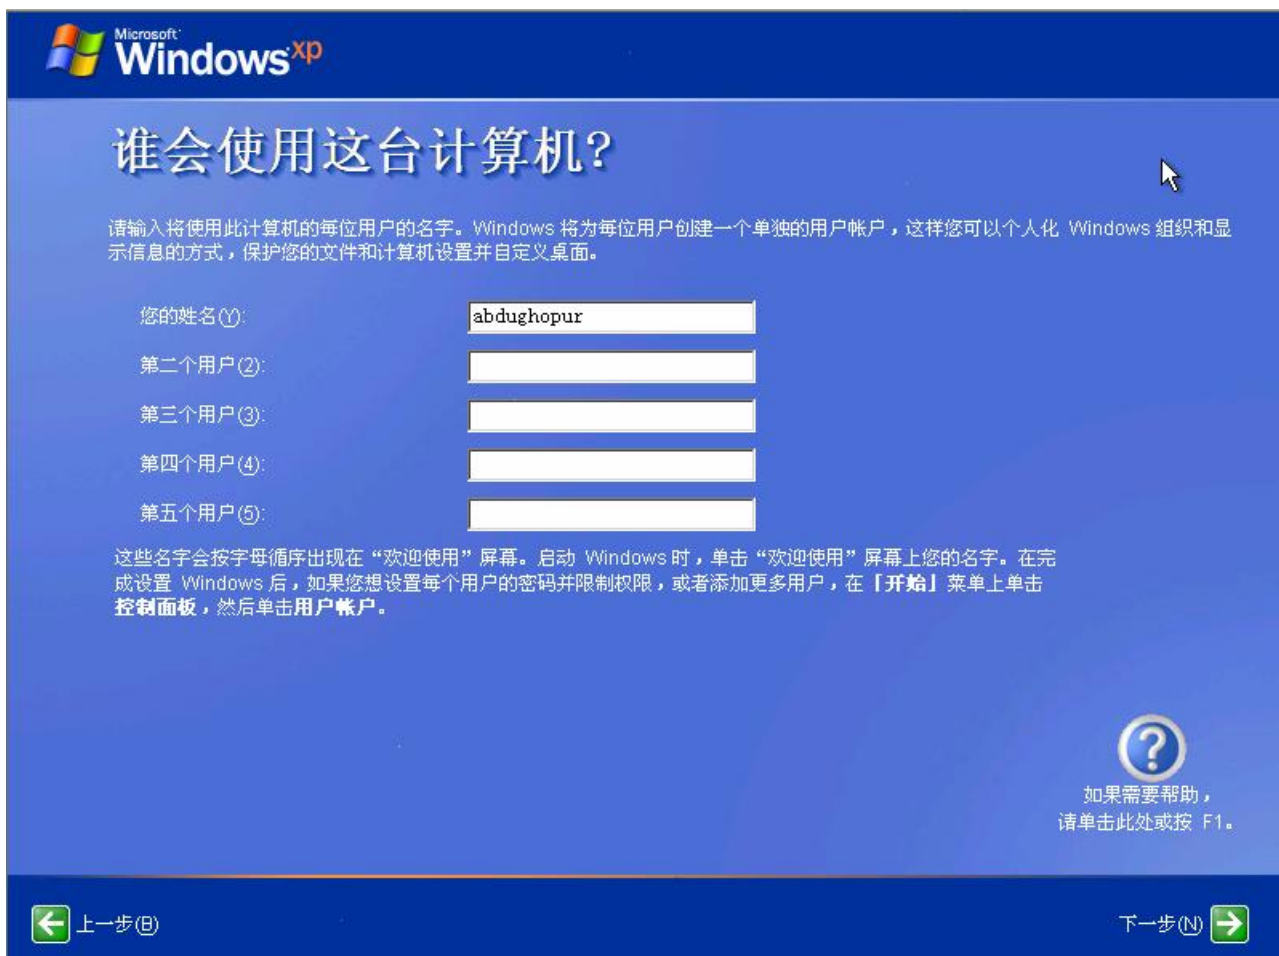 Microsoft
Windows xp
谁会使用这台计算机?
请输入将使用此计算机的每位用户的名字。Windows 将为每位用户创建一个单独的用户帐户，这样您可以个人化 Windows 组织和显
示信息的方式，保护您的文件和计算机设置并自定义桌面。
您的姓名(Y): abdughopur
第二个用户(2):
第三个用户(3):
第四个用户(4):
第五个用户(5):
这些名字会按字母循序出现在“欢迎使用”屏幕。启动 Windows 时，单击“欢迎使用”屏幕上您的名字。在完
成设置 Windows 后，如果您想设置每个用户的密码并限制权限，或者添加更多用户，在「开始」菜单上单击
控制面板，然后单击用户帐户。
如果需要帮助，
请单击此处或按 F1。
上一步(B)
下一步(N)